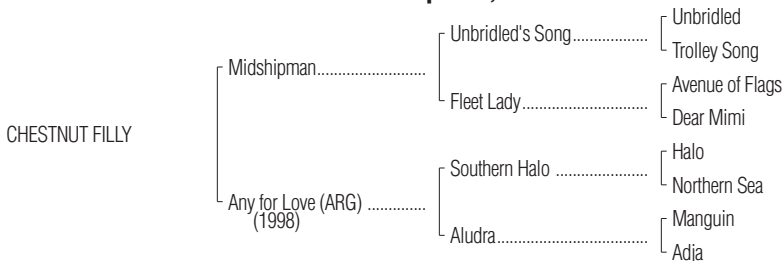 Unbridled
Unbridled's Song..................
Trolley Song
Midshipman.........................
Avenue of Flags
Fleet Lady.............................
Dear Mimi
CHESTNUT FILLY
Halo
Southern Halo .....................
Northern Sea
Any for Love (ARG) ..............
(1998)
Manguin
Aludra...................................
Adja